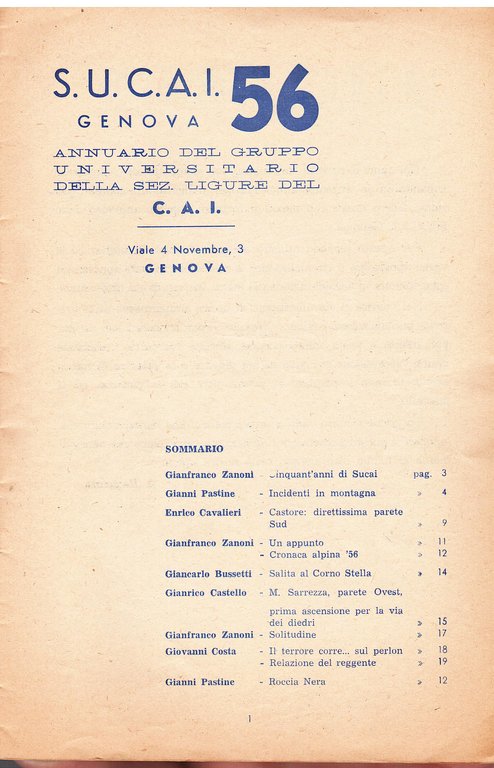 S.U.C.A.I. 56
GENOVA
ANNUARIO DEL GRUPPO
UNIVERSITARIO
DELLA SEZ. LIGURE DEL
C. A. I.
Viale 4 Novembre, 3
GENOVA
SOMMARIO
Gianfranco Zanoni - Cinquant'anni di Sucai pag. 3
Gianni Pastine - Incidenti in montagna » 4
Enrico Cavalieri - Castore: direttissima parete
Sud » 9
Gianfranco Zanoni - Un appunto » 11
- Cronaca alpina '56 » 12
Giancarlo Bussetti - Salita al Corno Stella » 14
Gianrico Castello - M. Sarrezza, parete Ovest,
prima ascensione per la via
dei diedri » 15
Gianfranco Zanoni - Solitudine » 17
Giovanni Costa - Il terrore corre... sul perlon » 18
- Relazione del reggente » 19
Gianni Pastine - Roccia Nera » 12
1